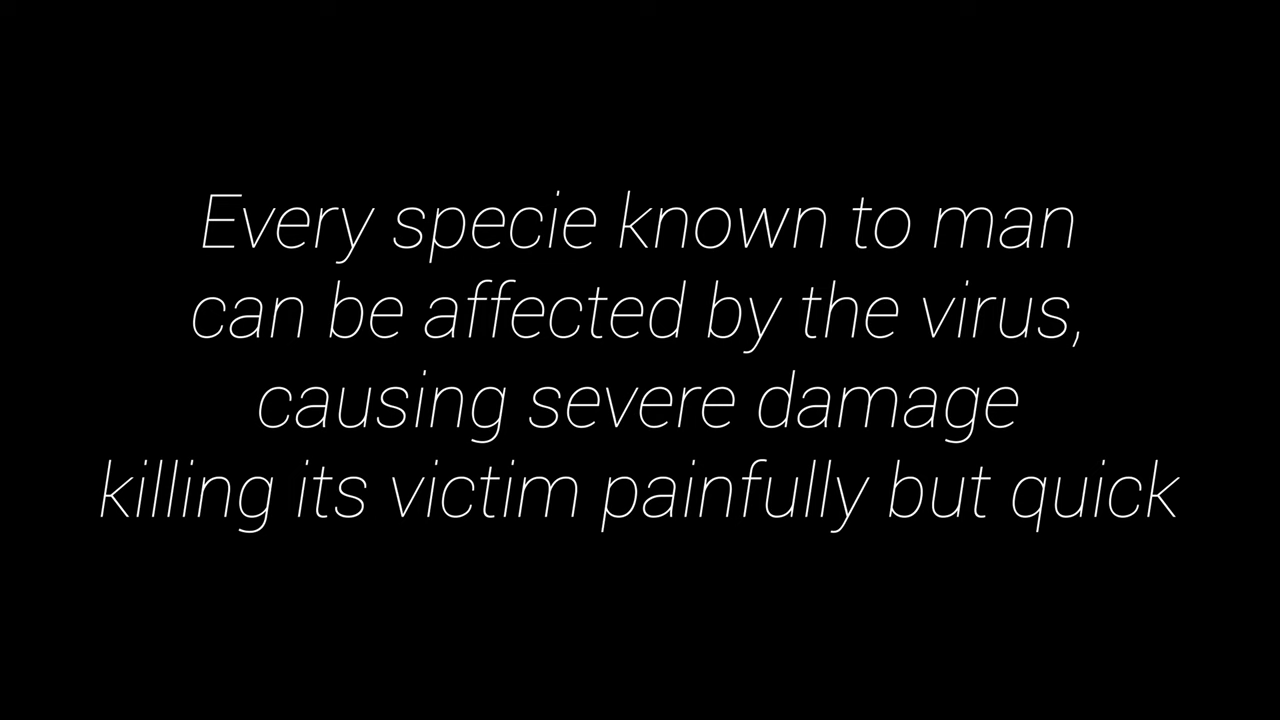 Every specie known to man
can be affected by the virus,
causing severe damage
killing its victim painfully but quick